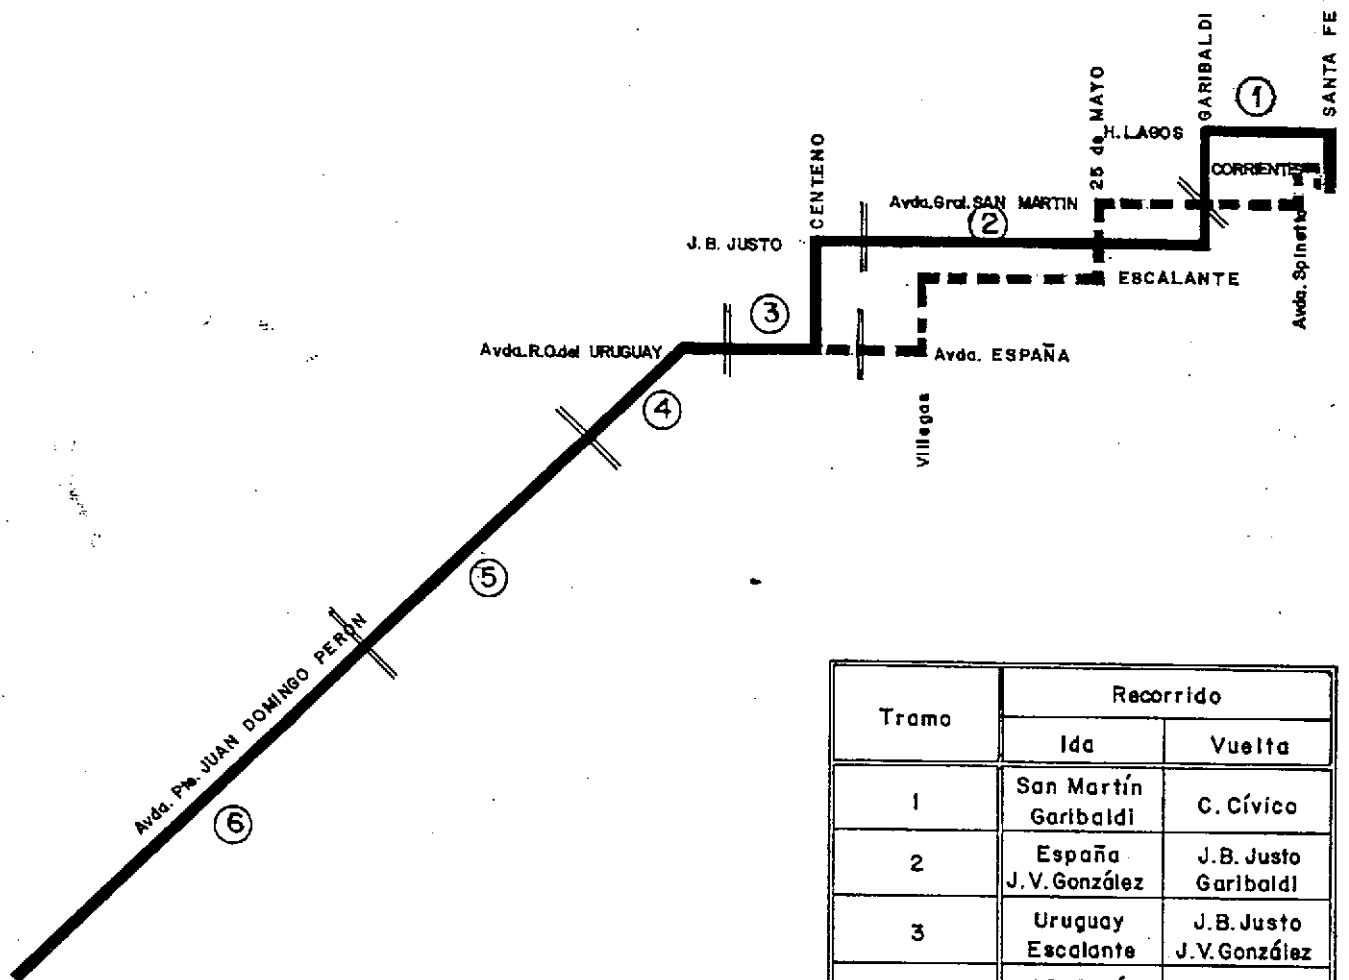 GARIBALDI
SANTA FE
1
25 de MAYO
H. LAGOS
CENTENO
CORRIENTES
Avda. Gral. SAN MARTIN
2
J. B. JUSTO
Avda. Spinetto
ESCALANTE
3
Avda. R.O.del URUGUAY
Avda. ESPAÑA
4
Villegas
5
Avda. Pte. JUAN DOMINGO PERON
6
Tramo
Recorrido
Ida
Vuelta
1
San Martín
Garibaldi
C. Cívico
2
España
J.V.González
J.B. Justo
Garibaldi
3
Uruguay
Escalante
J.B. Justo
J.V.González